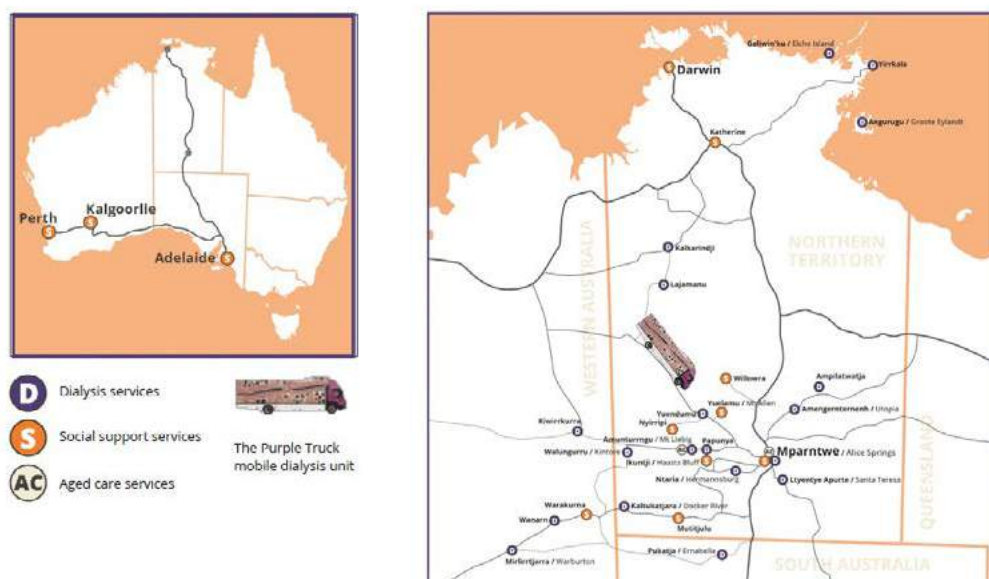 Perth
Kalgoorlie
Adelaide
D Dialysis services
S Social support services
AC Aged care services
The Purple Truck
mobile dialysis unit
Galiwin'ku / Elcho Island
Darwin
Yirrkala
Angurugu / Groote Eylandt
Katherine
Kalkarindji
NORTHERN
TERRITORY
WESTERN AUSTRALIA
Lajamanu
Willowra
Ampilatwatja
Yuelamu / Mt Allen
Yuendumu
Amengernternenh / Utopia
Nyirripi
Kiwirrkurra
Amunturrngu / Mt Liebig
Papunya
Walungurru / Kintore
Mparntwe / Alice Springs
Ikuntji / Haasts Bluff
Ntaria / Hermannsburg
Ltyentye Apurte / Santa Teresa
QUEENSLAND
Warakurna
Kaltukatjara / Docker River
Wanarn
Mutitjulu
Mirlirrtjarra / Warburton
Pukatja / Ernabella
SOUTH AUSTRALIA